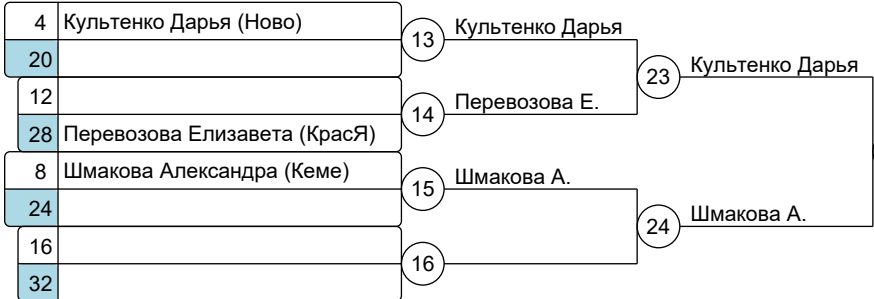 4 Культенко Дарья (Ново)
20
12
28 Перевозова Елизавета (КрасЯ)
8 Шмакова Александра (Кеме)
24
16
32
13 Культенко Дарья
14 Перевозова Е.
15 Шмакова А.
16
23 Культенко Дарья
24 Шмакова А.